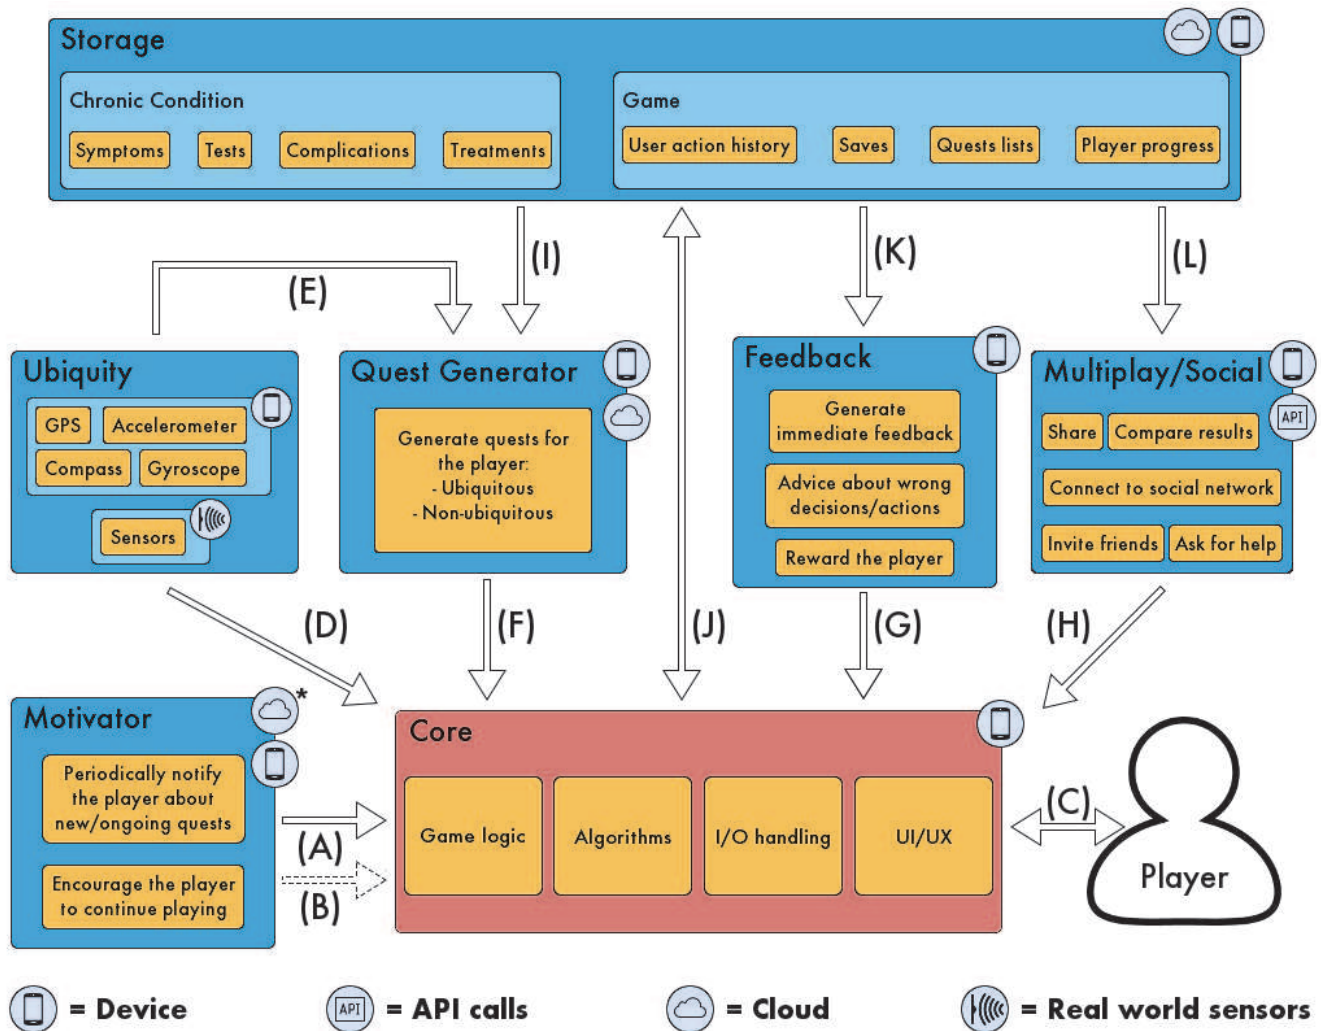 Storage
Chronic Condition
Symptoms
Tests
Complications
Treatments
Game
User action history
Saves
Quests lists
Player progress
(E)
(I)
(K)
(L)
Ubiquity
GPS
Accelerometer
Compass
Gyroscope
Sensors
Quest Generator
Generate quests for
the player:
- Ubiquitous
- Non-ubiquitous
Feedback
Generate
immediate feedback
Advice about wrong
decisions/actions
Reward the player
Multiplay/Social
API
Share
Compare results
Connect to social network
Invite friends
Ask for help
(D)
(F)
(J)
(G)
(H)
Motivator
*
Periodically notify
the player about
new/ongoing quests
Encourage the player
to continue playing
(A)
(B)
Core
Game logic
Algorithms
I/O handling
UI/UX
(C)
Player
= Device
API
= API calls
= Cloud
= Real world sensors